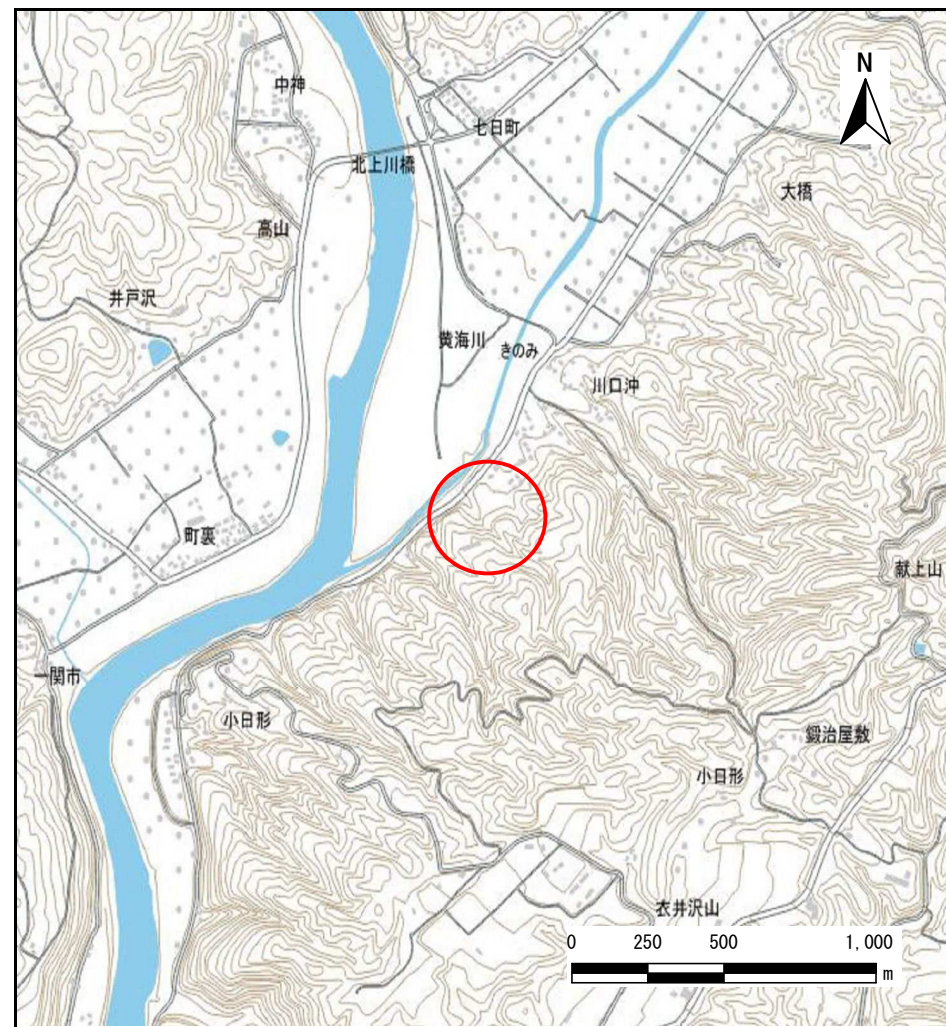 中神
N
七日町
北上川橋
大橋
高山
井戸沢
黄海川
きのみ
川口沖
町裏
献上山
一関市
小日形
鍛治屋敷
小日形
衣井沢山
0 250 500 1,000
m